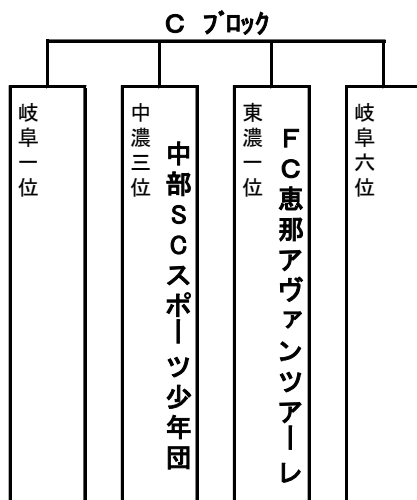 C ブロック
岐阜一位
中濃三位
中部SCスポーツ少年団
東濃一位
FC恵那アヴァンツアーレ
岐阜六位